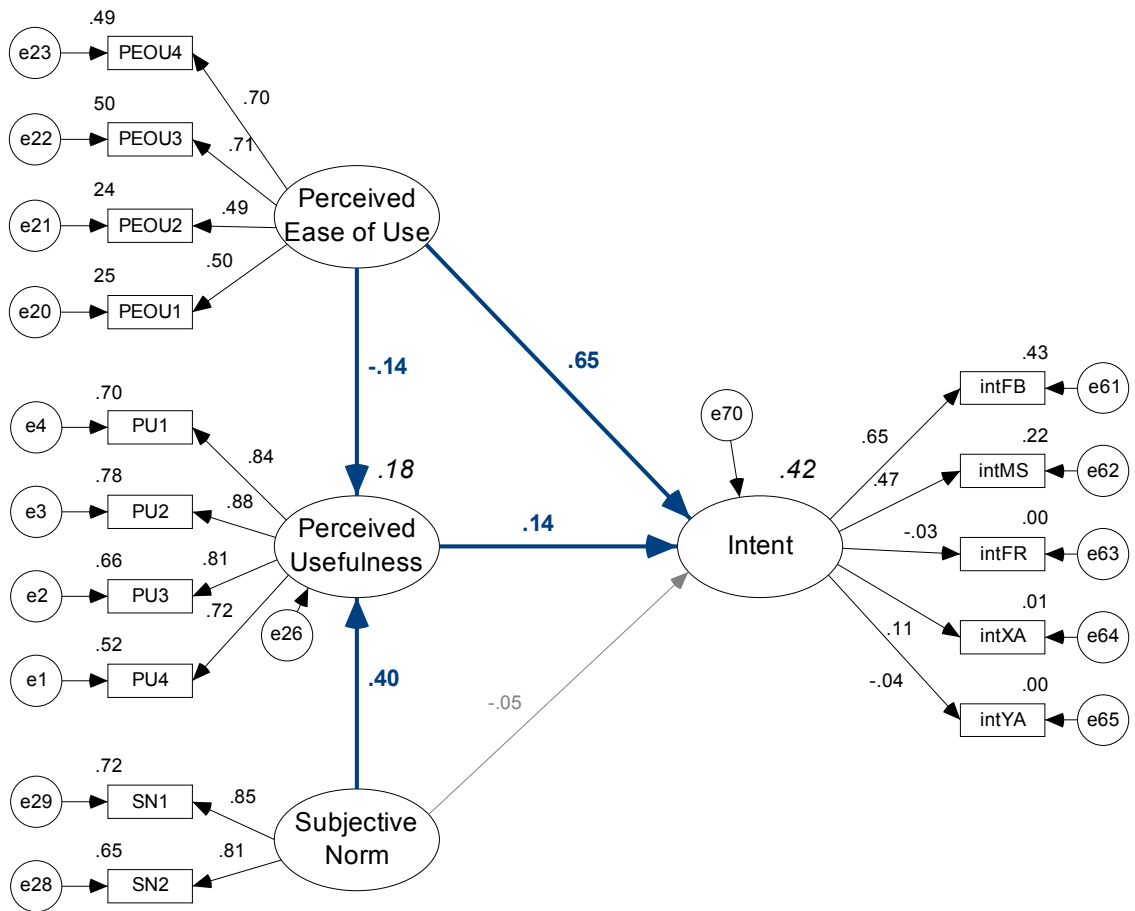 .49
e23
PEOU4
.70
50
e22
PEOU3
.71
24
e21
PEOU2
.49
25
e20
PEOU1
.50
Perceived
Ease of Use
-.14
.65
.70
e4
PU1
.84
.78
e3
PU2
.88
.66
e2
PU3
.81
.52
e1
PU4
.72
.18
Perceived
Usefulness
e26
.14
.40
-.05
.72
e29
SN1
.85
.65
e28
SN2
.81
Subjective
Norm
e70
.42
Intent
.43
.65
intFB
e61
.22
.47
intMS
e62
.00
-.03
intFR
e63
.01
.11
intXA
e64
.00
-.04
intYA
e65